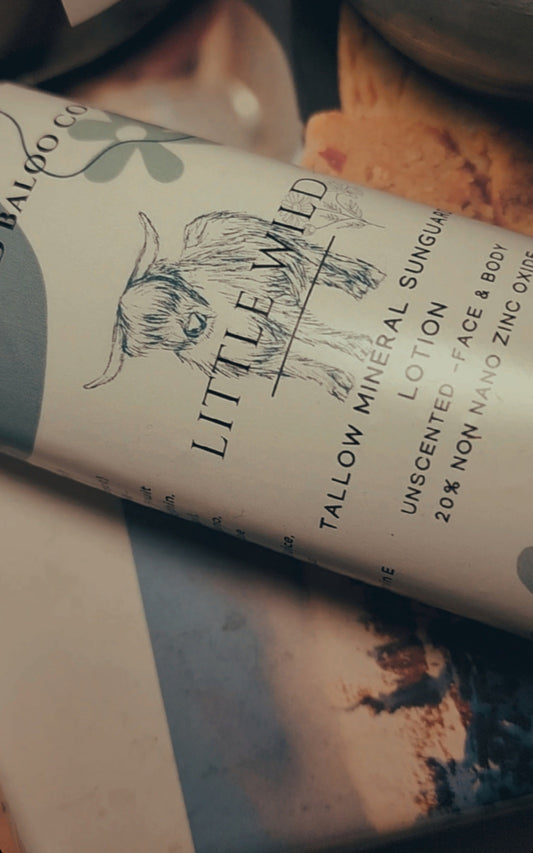 BALOO CO
LITTLE WILD
TALLOW MINERAL SUNGUARD
LOTION
UNSCENTED -FACE & BODY
20% NON NANO ZINC OXIDE